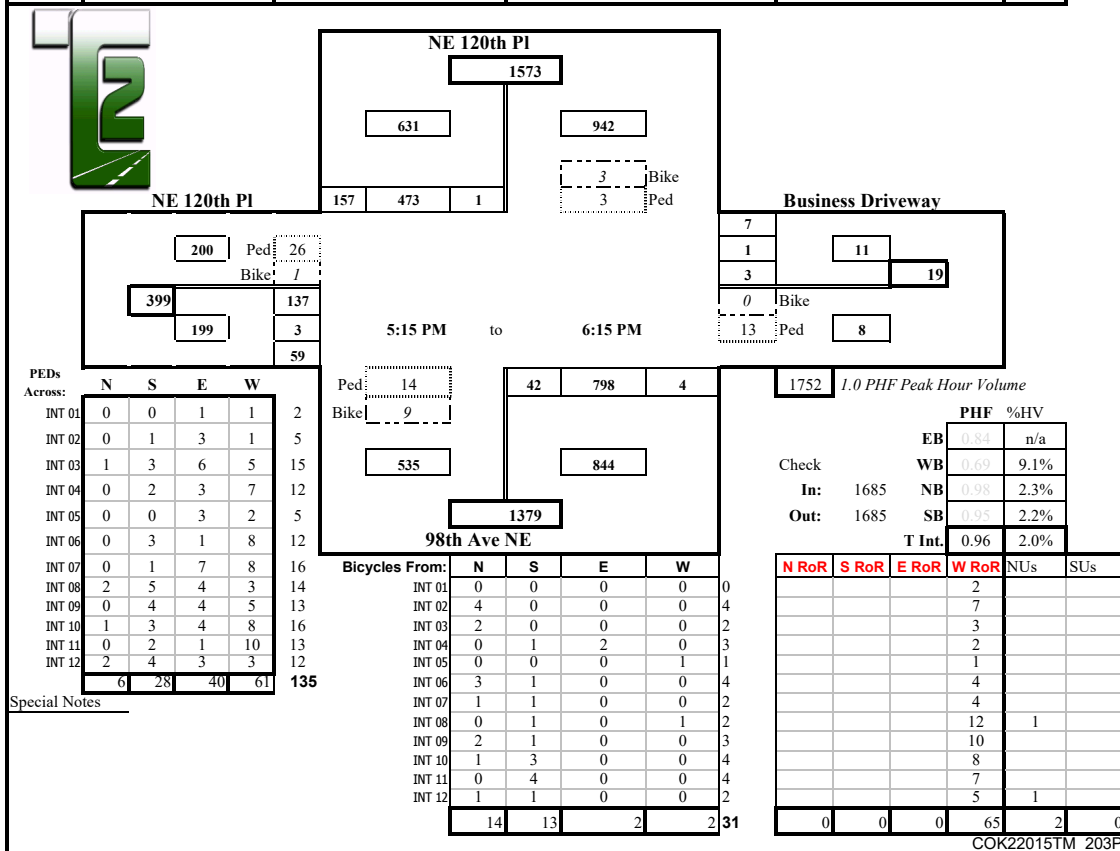 T2
NE 120th Pl
1573
631 942
3 Bike
3 Ped
NE 120th Pl 157 473 1 Business Driveway
7
200 Ped 26 1 11
Bike 1 3 19
399 137 0 Bike
199 3 5:15 PM to 6:15 PM 13 Ped 8
59
PEDs Across: N S E W Ped 14 42 798 4 1752 1.0 PHF Peak Hour Volume
INT 01 0 0 1 1 2 Bike 9 PHF %HV
INT 02 0 1 3 1 5 EB 0.84 n/a
INT 03 1 3 6 5 15 535 844 Check WB 0.69 9.1%
INT 04 0 2 3 7 12 In: 1685 NB 0.98 2.3%
INT 05 0 0 3 2 5 1379 Out: 1685 SB 0.95 2.2%
INT 06 0 3 1 8 12 98th Ave NE T Int. 0.96 2.0%
INT 07 0 1 7 8 16 Bicycles From: N S E W N RoR S RoR E RoR W RoR NUs SUs
INT 08 2 5 4 3 14 INT 01 0 0 0 0 0 2
INT 09 0 4 4 5 13 INT 02 4 0 0 0 4 7
INT 10 1 3 4 8 16 INT 03 2 0 0 0 2 3
INT 11 0 2 1 10 13 INT 04 0 1 2 0 3 2
INT 12 2 4 3 3 12 INT 05 0 0 0 1 1 1
6 28 40 61 135 INT 06 3 1 0 0 4 4
Special Notes INT 07 1 1 0 0 2 4
INT 08 0 1 0 1 2 12 1
INT 09 2 1 0 0 3 10
INT 10 1 3 0 0 4 8
INT 11 0 4 0 0 4 7
INT 12 1 1 0 0 2 5 1
14 13 2 2 31 0 0 0 65 2 0
COK22015TM_203P